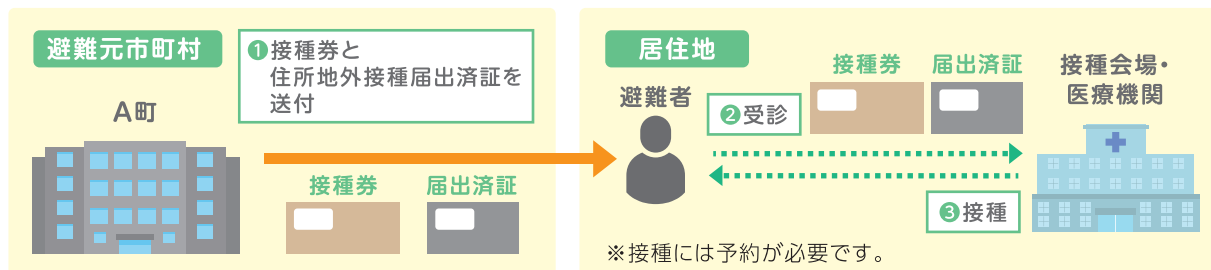 避難元市町村
❶接種券と
住所地外接種届出済証を
送付
A町
接種券
届出済証
居住地
避難者
❷受診
接種券
届出済証
接種会場・
医療機関
❸接種
※接種には予約が必要です。